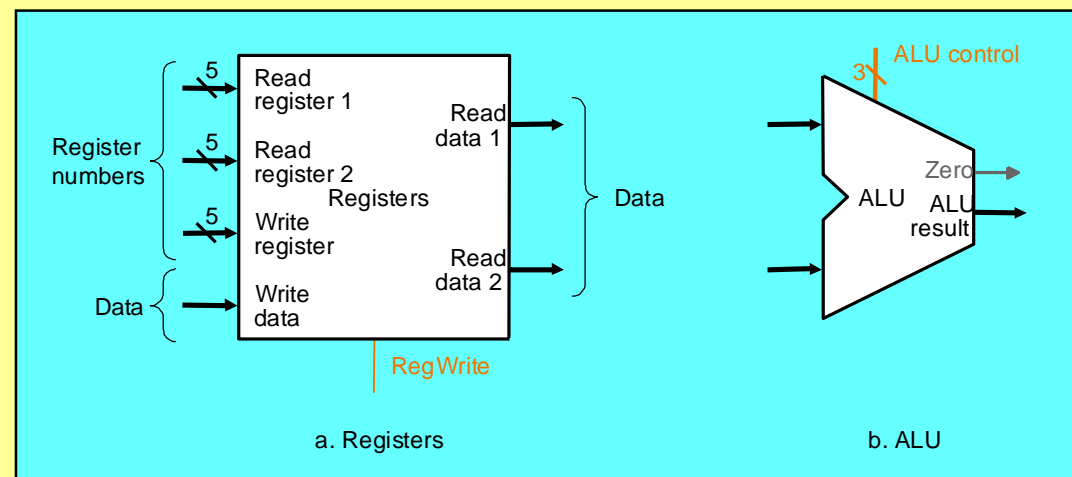 Register
numbers
Data
5
5
5
Read
register 1
Read
register 2
Registers
Write
register
Write
data
Read
data 1
Read
data 2
Data
RegWrite
a. Registers
ALU control
3
Zero
ALU
ALU
result
b. ALU